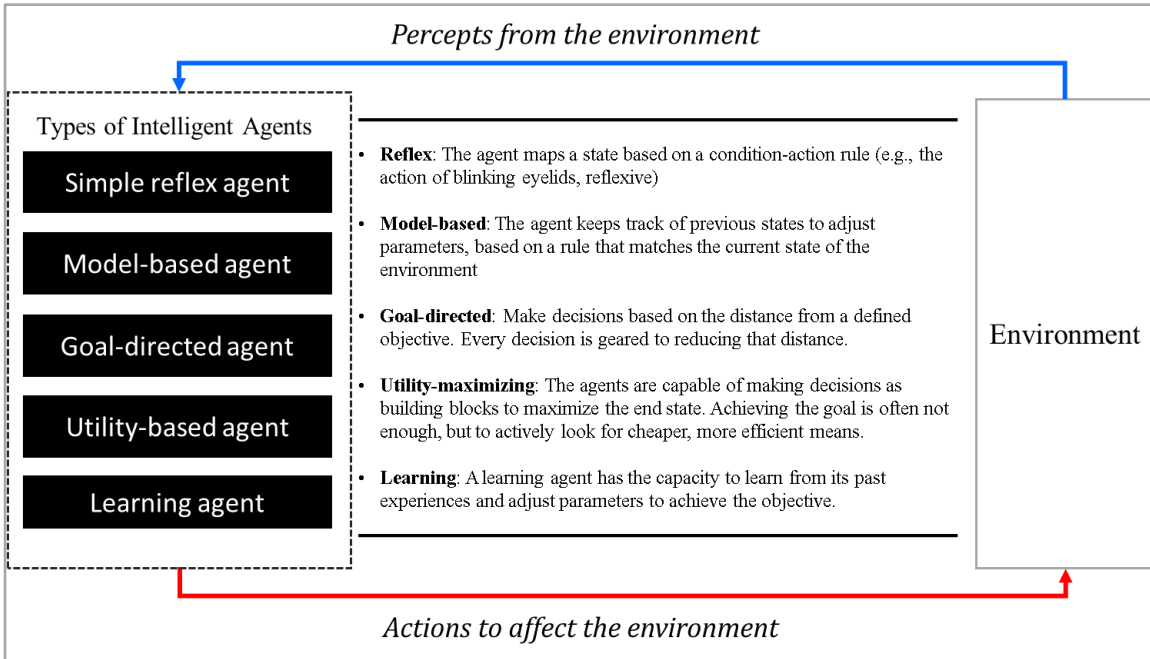 Percepts from the environment
Types of Intelligent Agents
Simple reflex agent
Model-based agent
Goal-directed agent
Utility-based agent
Learning agent
• Reflex: The agent maps a state based on a condition-action rule (e.g., the
action of blinking eyelids, reflexive)
• Model-based: The agent keeps track of previous states to adjust
parameters, based on a rule that matches the current state of the
environment
• Goal-directed: Make decisions based on the distance from a defined
objective. Every decision is geared to reducing that distance.
• Utility-maximizing: The agents are capable of making decisions as
building blocks to maximize the end state. Achieving the goal is often not
enough, but to actively look for cheaper, more efficient means.
• Learning: A learning agent has the capacity to learn from its past
experiences and adjust parameters to achieve the objective.
Environment
Actions to affect the environment